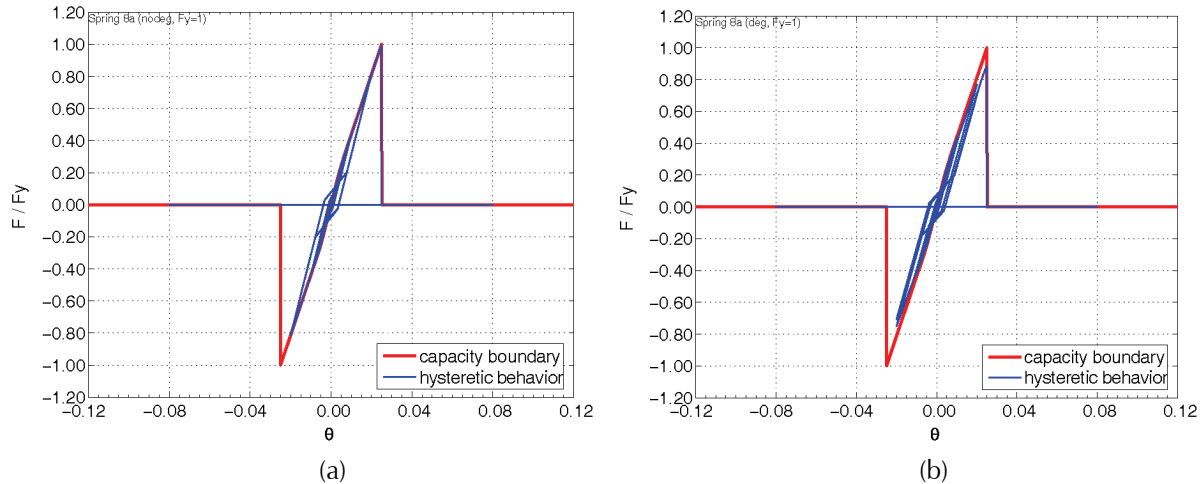 Spring 8a (nodeg, Fy=1)
1.20
1.00
0.80
0.60
0.40
0.20
0.00
−0.20
−0.40
−0.60
−0.80
−1.00
−1.20
F / Fy
−0.12 −0.08 −0.04 0.00 0.04 0.08 0.12
θ
capacity boundary
hysteretic behavior
(a)
Spring 8a (deg, Fy=1)
1.20
1.00
0.80
0.60
0.40
0.20
0.00
−0.20
−0.40
−0.60
−0.80
−1.00
−1.20
F / Fy
−0.12 −0.08 −0.04 0.00 0.04 0.08 0.12
θ
capacity boundary
hysteretic behavior
(b)